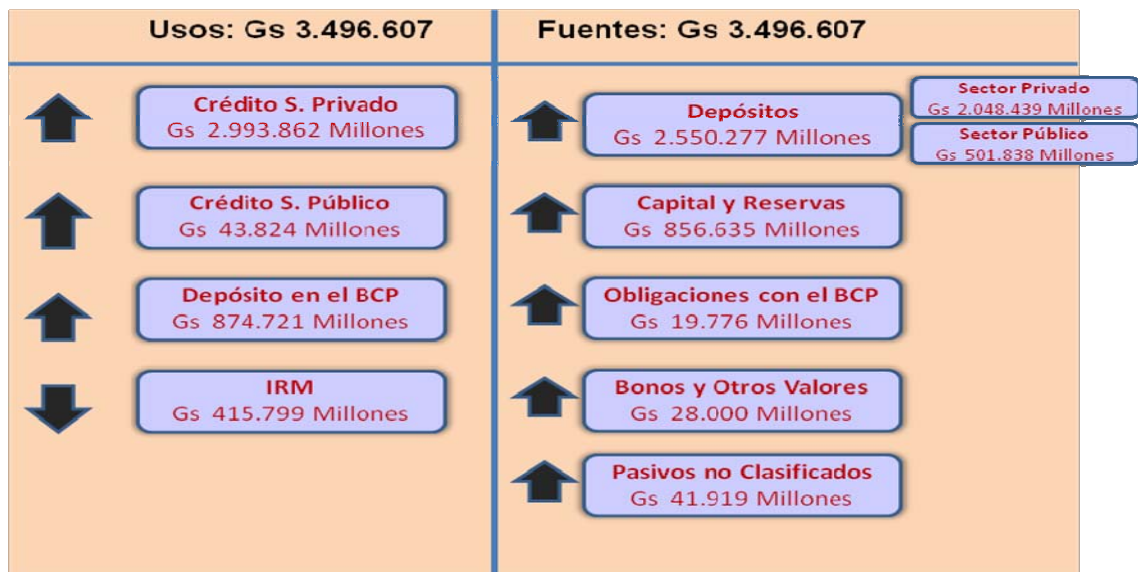 Usos: Gs 3.496.607
Crédito S. Privado
Gs 2.993.862 Millones
Crédito S. Público
Gs 43.824 Millones
Depósito en el BCP
Gs 874.721 Millones
IRM
Gs 415.799 Millones
Fuentes: Gs 3.496.607
Depósitos
Gs 2.550.277 Millones
Sector Privado
Gs 2.048.439 Millones
Sector Público
Gs 501.838 Millones
Capital y Reservas
Gs 856.635 Millones
Obligaciones con el BCP
Gs 19.776 Millones
Bonos y Otros Valores
Gs 28.000 Millones
Pasivos no Clasificados
Gs 41.919 Millones